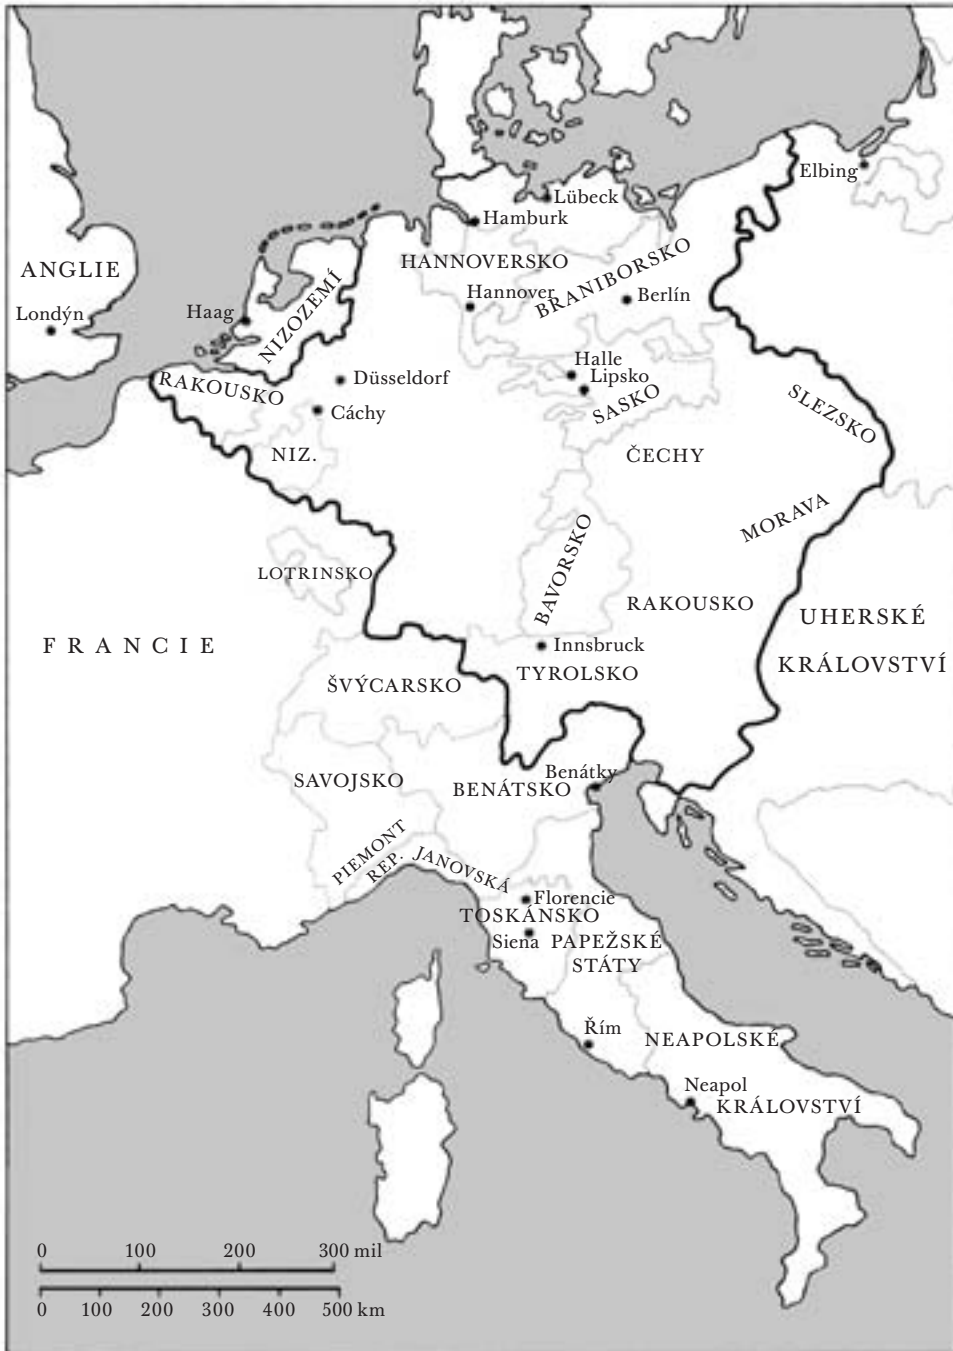 Elbing
Lübeck
Hamburk
ANGLIE
HANNOVERSKO
BRANIBORSKO
Londýn
Haag
NIZOZEMÍ
Hannover
Berlín
RAKOUSKO
Düsseldorf
Halle
Lipsko
SASKO
SLEZSKO
Cáchy
NIZ.
ČECHY
MORAVA
LOTRINSKO
BAVORSKO
RAKOUSKO
UHERSKÉ
KRÁLOVSTVÍ
FRANCIE
Innsbruck
TYROLSKO
ŠVÝCARSKO
SAVOJSKO
BENÁTSKO
Benátky
PIEMONT
REP. JANOVSKÁ
Florencie
TOSKÁNSKO
Siena
PAPEŽSKÉ
STÁTY
Řím
NEAPOLSKÉ
Neapol
KRÁLOVSTVÍ
0 100 200 300 mil
0 100 200 300 400 500 km